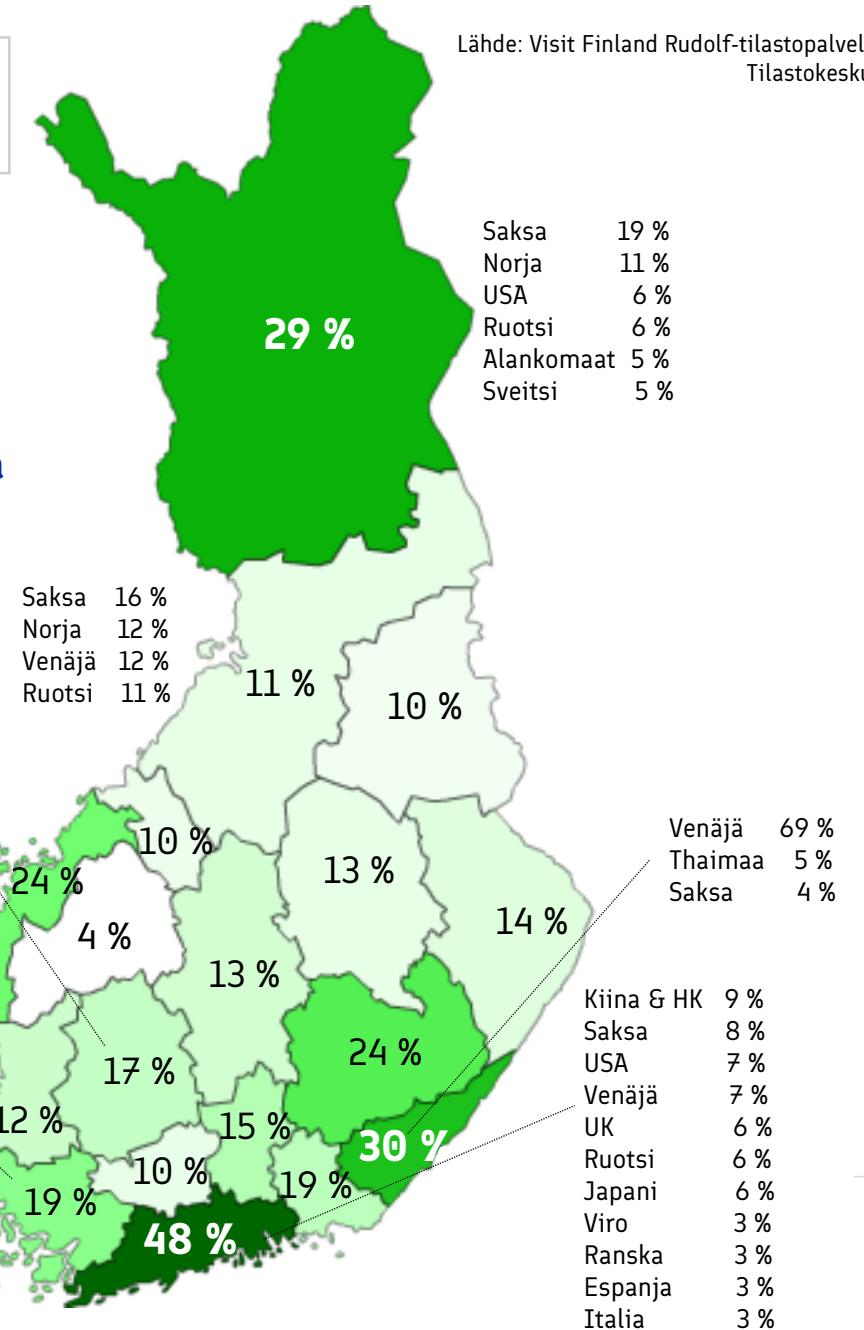 Lähde: Visit Finland Rudolf-tilastopalvel
Tilastokesku
Saksa 19 %
Norja 11 %
USA 6 %
Ruotsi 6 %
Alankomaat 5 %
Sveitsi 5 %
29 %
Saksa 16 %
Norja 12 %
Venäjä 12 %
Ruotsi 11 %
11 %
10 %
10 %
13 %
24 %
4 %
14 %
13 %
Venäjä 69 %
Thaimaa 5 %
Saksa 4 %
24 %
17 %
12 %
15 %
30 %
10 %
19 %
19 %
48 %
Kiina & HK 9 %
Saksa 8 %
USA 7 %
Venäjä 7 %
UK 6 %
Ruotsi 6 %
Japani 6 %
Viro 3 %
Ranska 3 %
Espanja 3 %
Italia 3 %